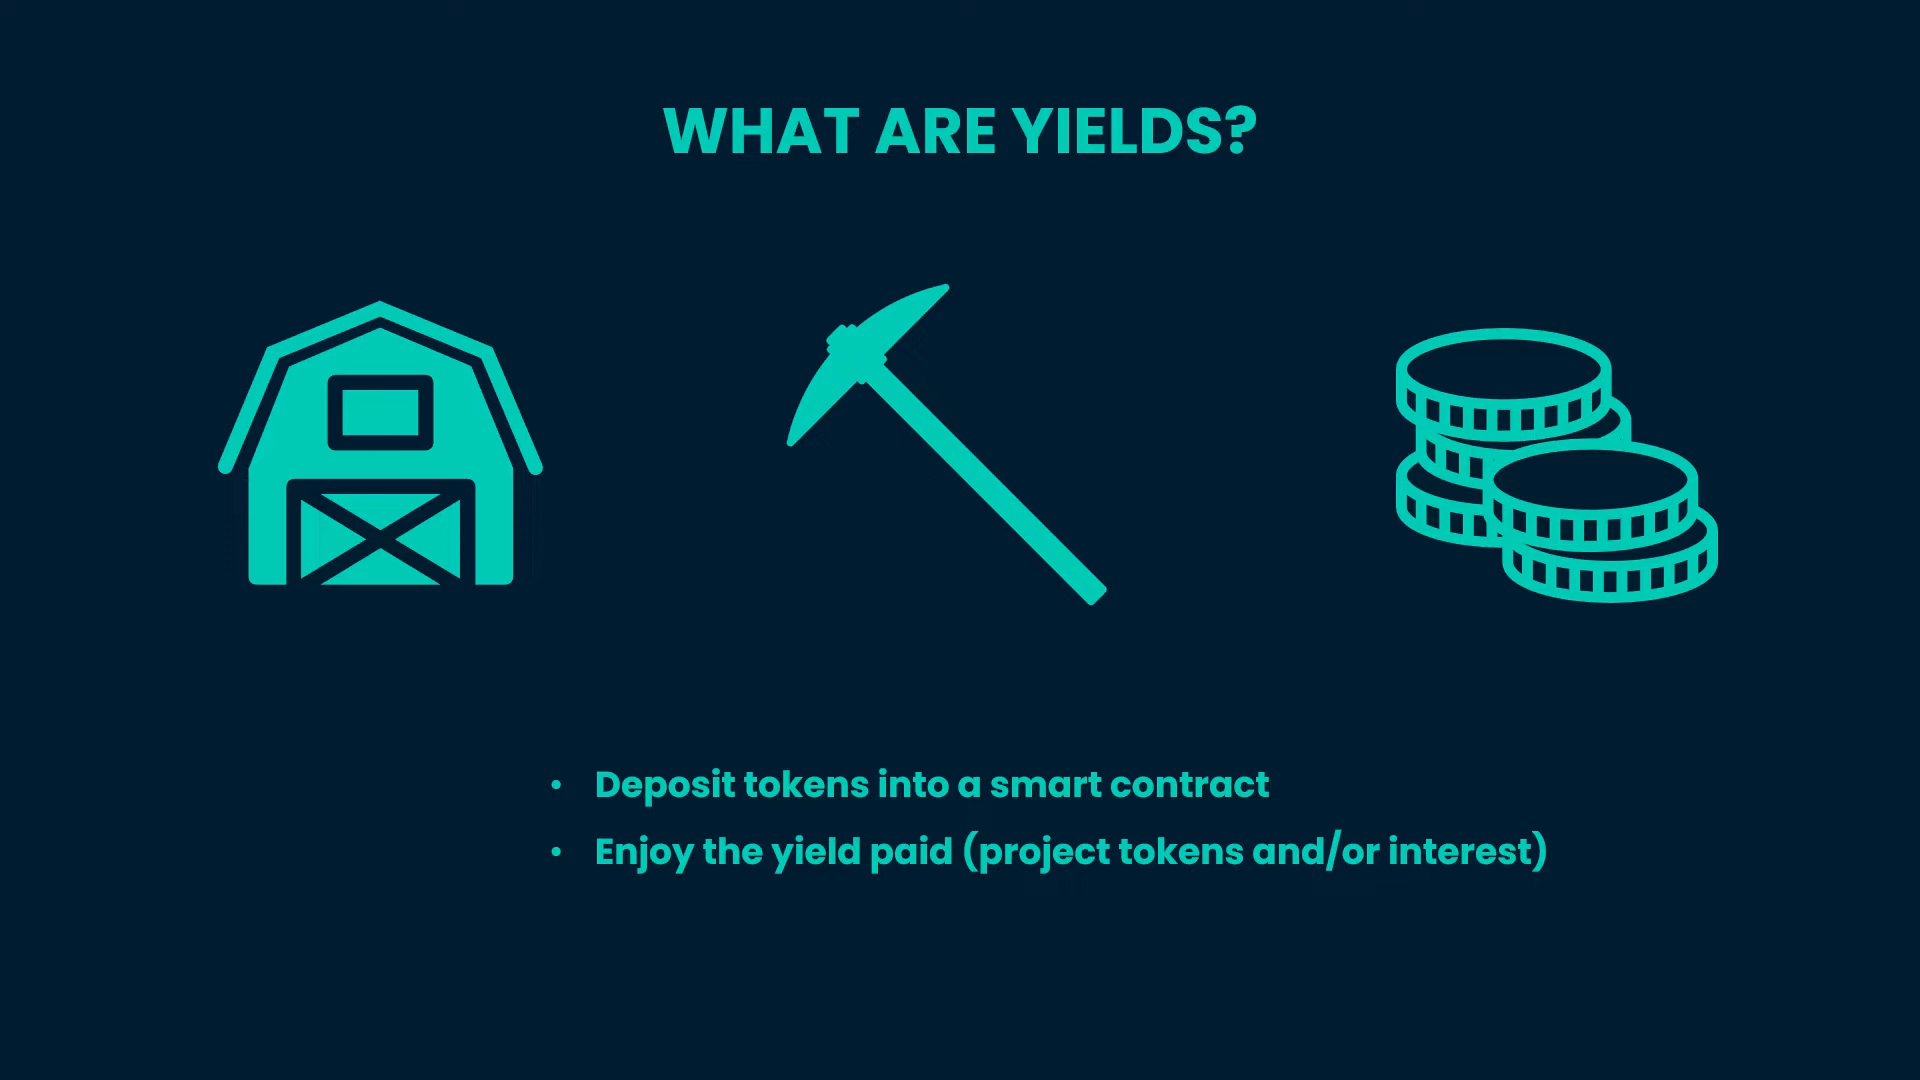 WHAT ARE YIELDS?
• Deposit tokens into a smart contract
• Enjoy the yield paid (project tokens and/or interest)